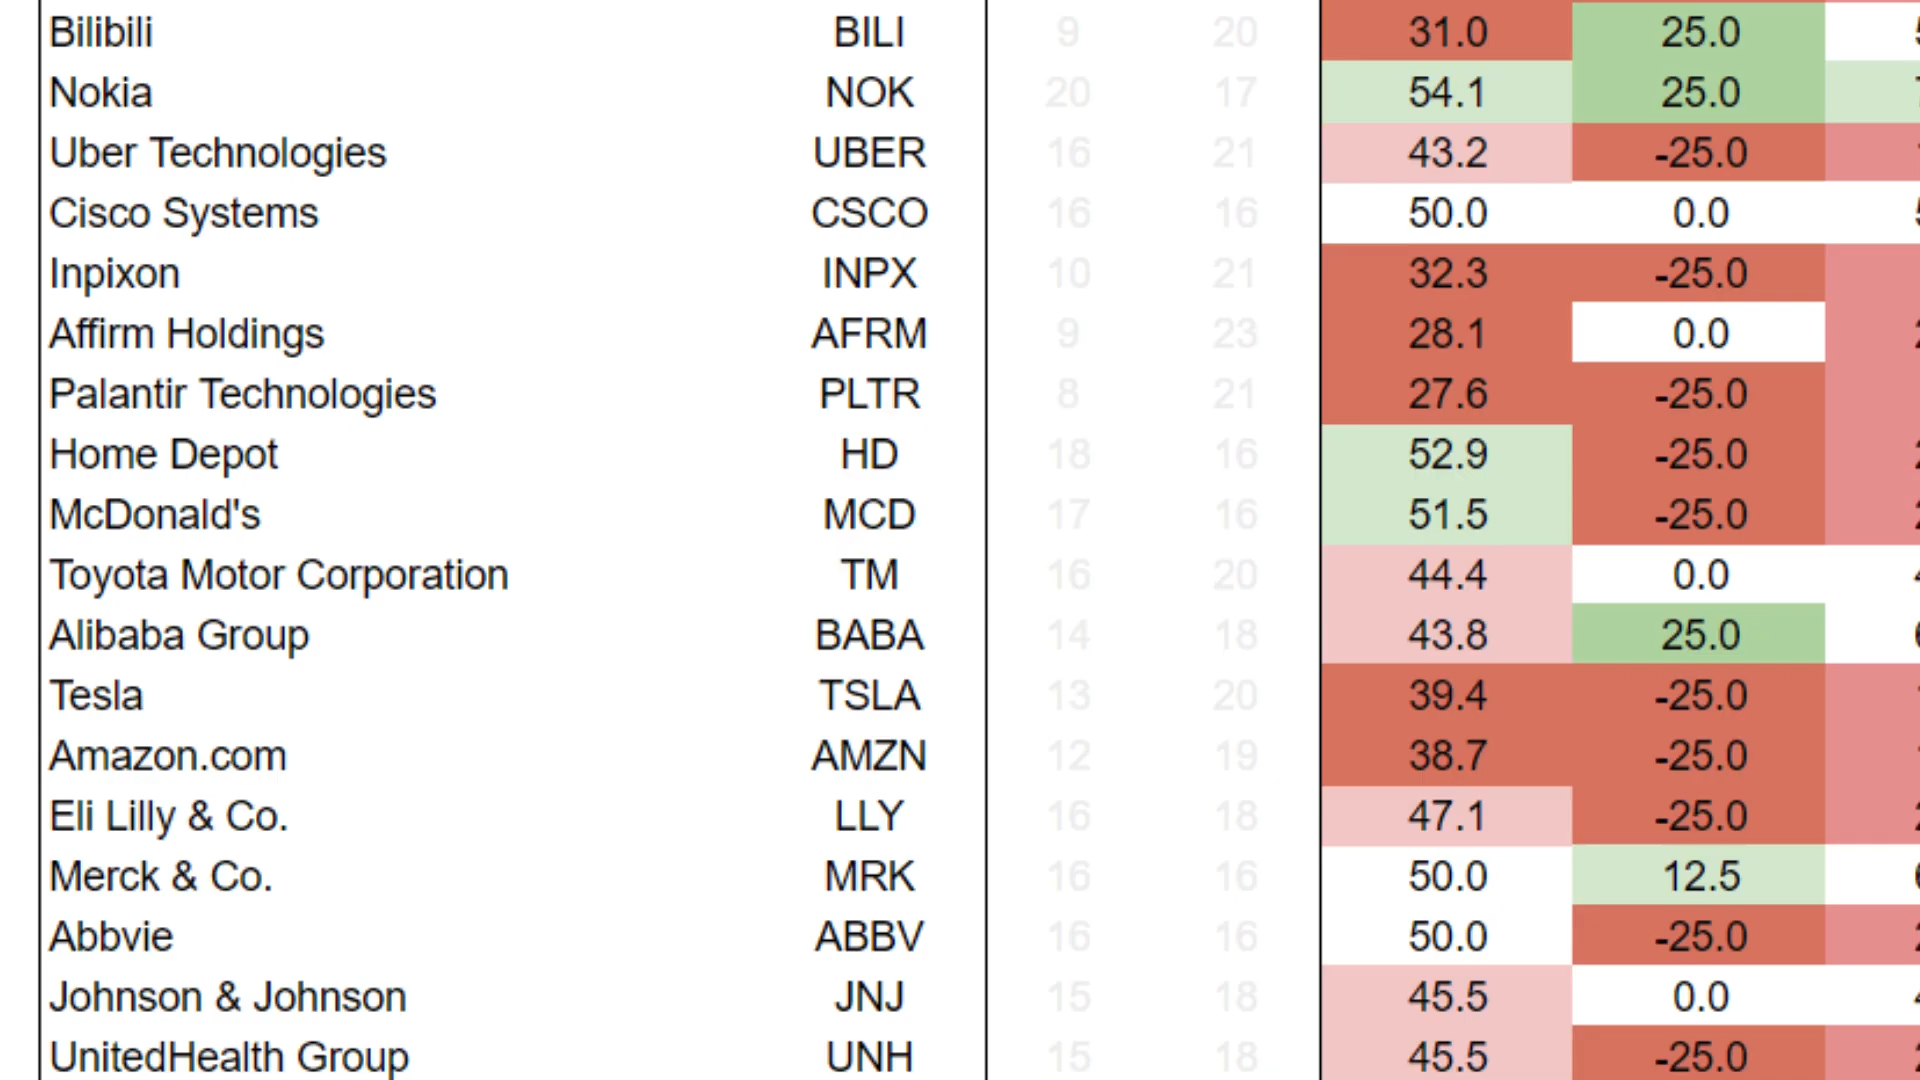 Bilibili BILI 9 20 31.0 25.0
Nokia NOK 20 17 54.1 25.0
Uber Technologies UBER 16 21 43.2 -25.0
Cisco Systems CSCO 16 16 50.0 0.0
Inpixon INPX 10 21 32.3 -25.0
Affirm Holdings AFRM 9 23 28.1 0.0
Palantir Technologies PLTR 8 21 27.6 -25.0
Home Depot HD 18 16 52.9 -25.0
McDonald's MCD 17 16 51.5 -25.0
Toyota Motor Corporation TM 16 20 44.4 0.0
Alibaba Group BABA 14 18 43.8 25.0
Tesla TSLA 13 20 39.4 -25.0
Amazon.com AMZN 12 19 38.7 -25.0
Eli Lilly & Co. LLY 16 18 47.1 -25.0
Merck & Co. MRK 16 16 50.0 12.5
Abbvie ABBV 16 16 50.0 -25.0
Johnson & Johnson JNJ 15 18 45.5 0.0
UnitedHealth Group UNH 15 18 45.5 -25.0